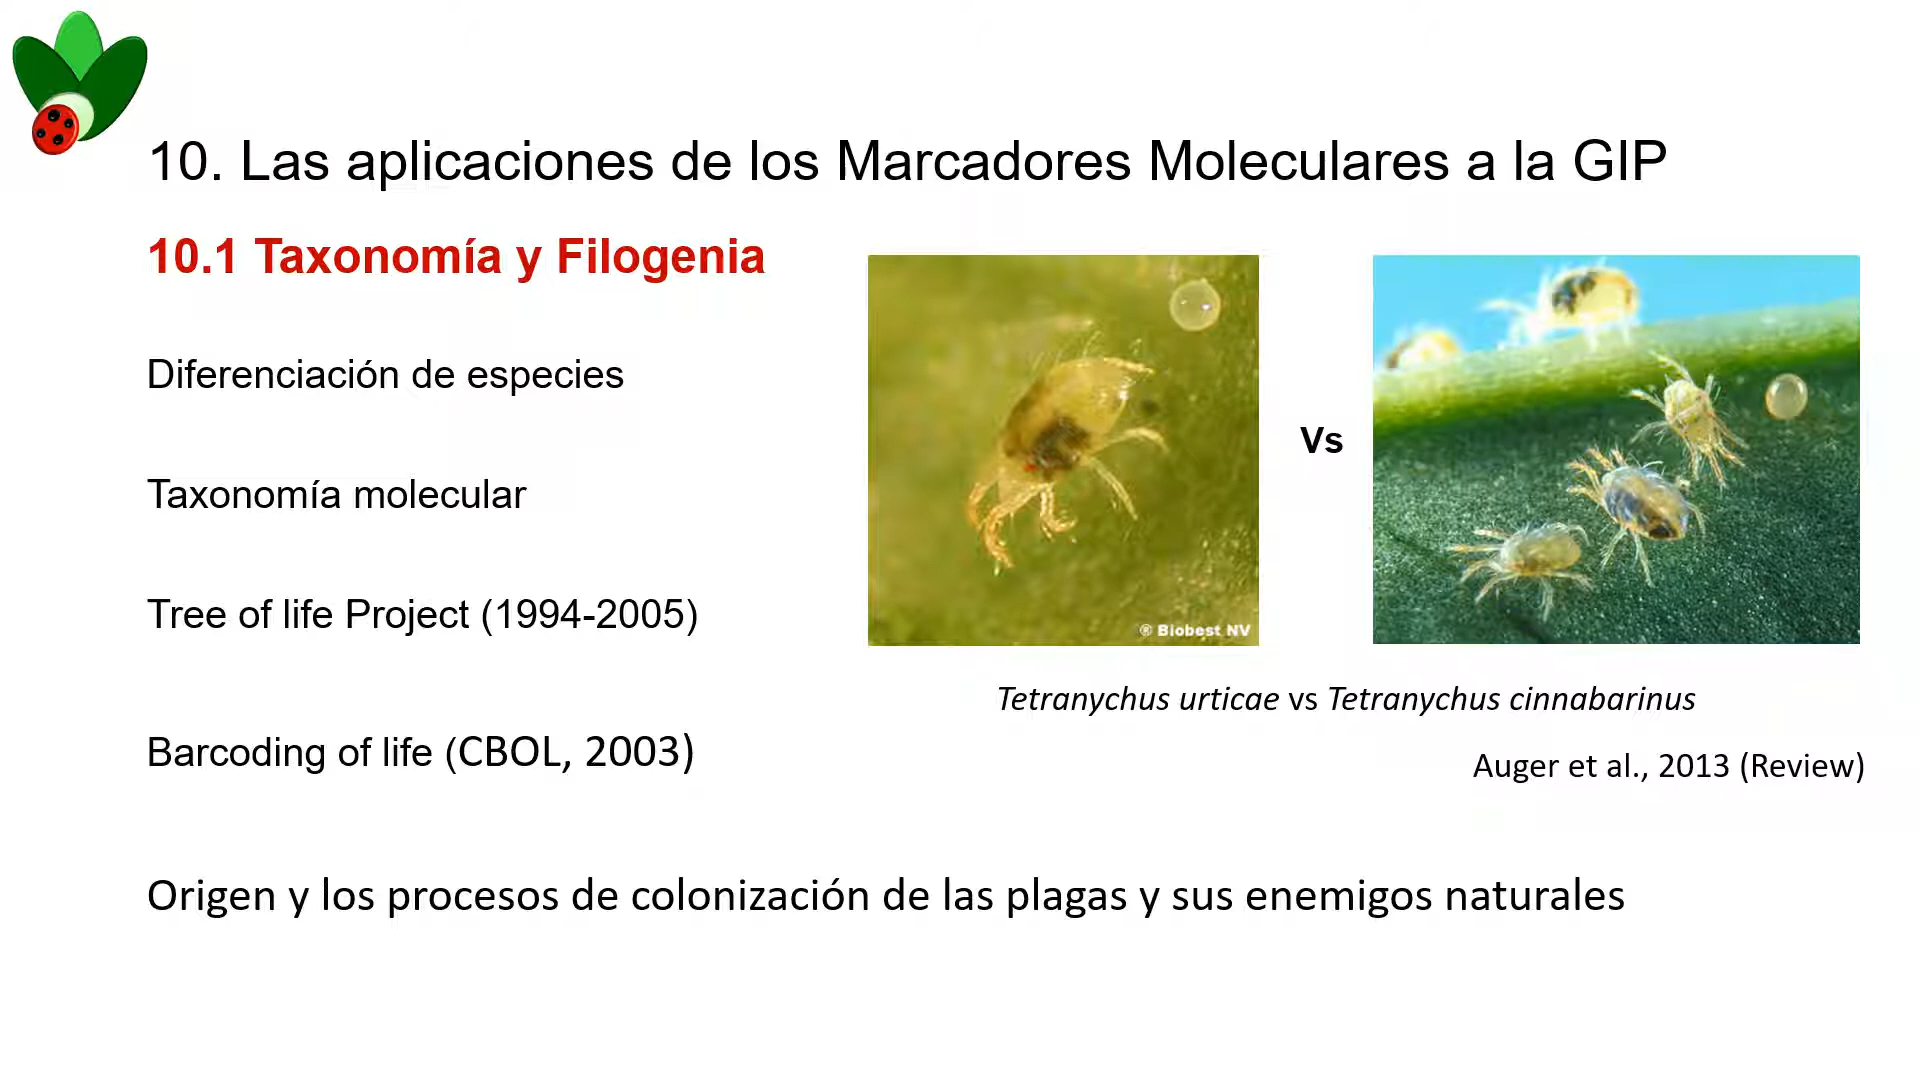 10. Las aplicaciones de los Marcadores Moleculares a la GIP
10.1 Taxonomía y Filogenia
Diferenciación de especies
Taxonomía molecular
Tree of life Project (1994-2005)
Barcoding of life (CBOL, 2003)
® Biobest NV
Vs
Tetranychus urticae vs Tetranychus cinnabarinus
Auger et al., 2013 (Review)
Origen y los procesos de colonización de las plagas y sus enemigos naturales